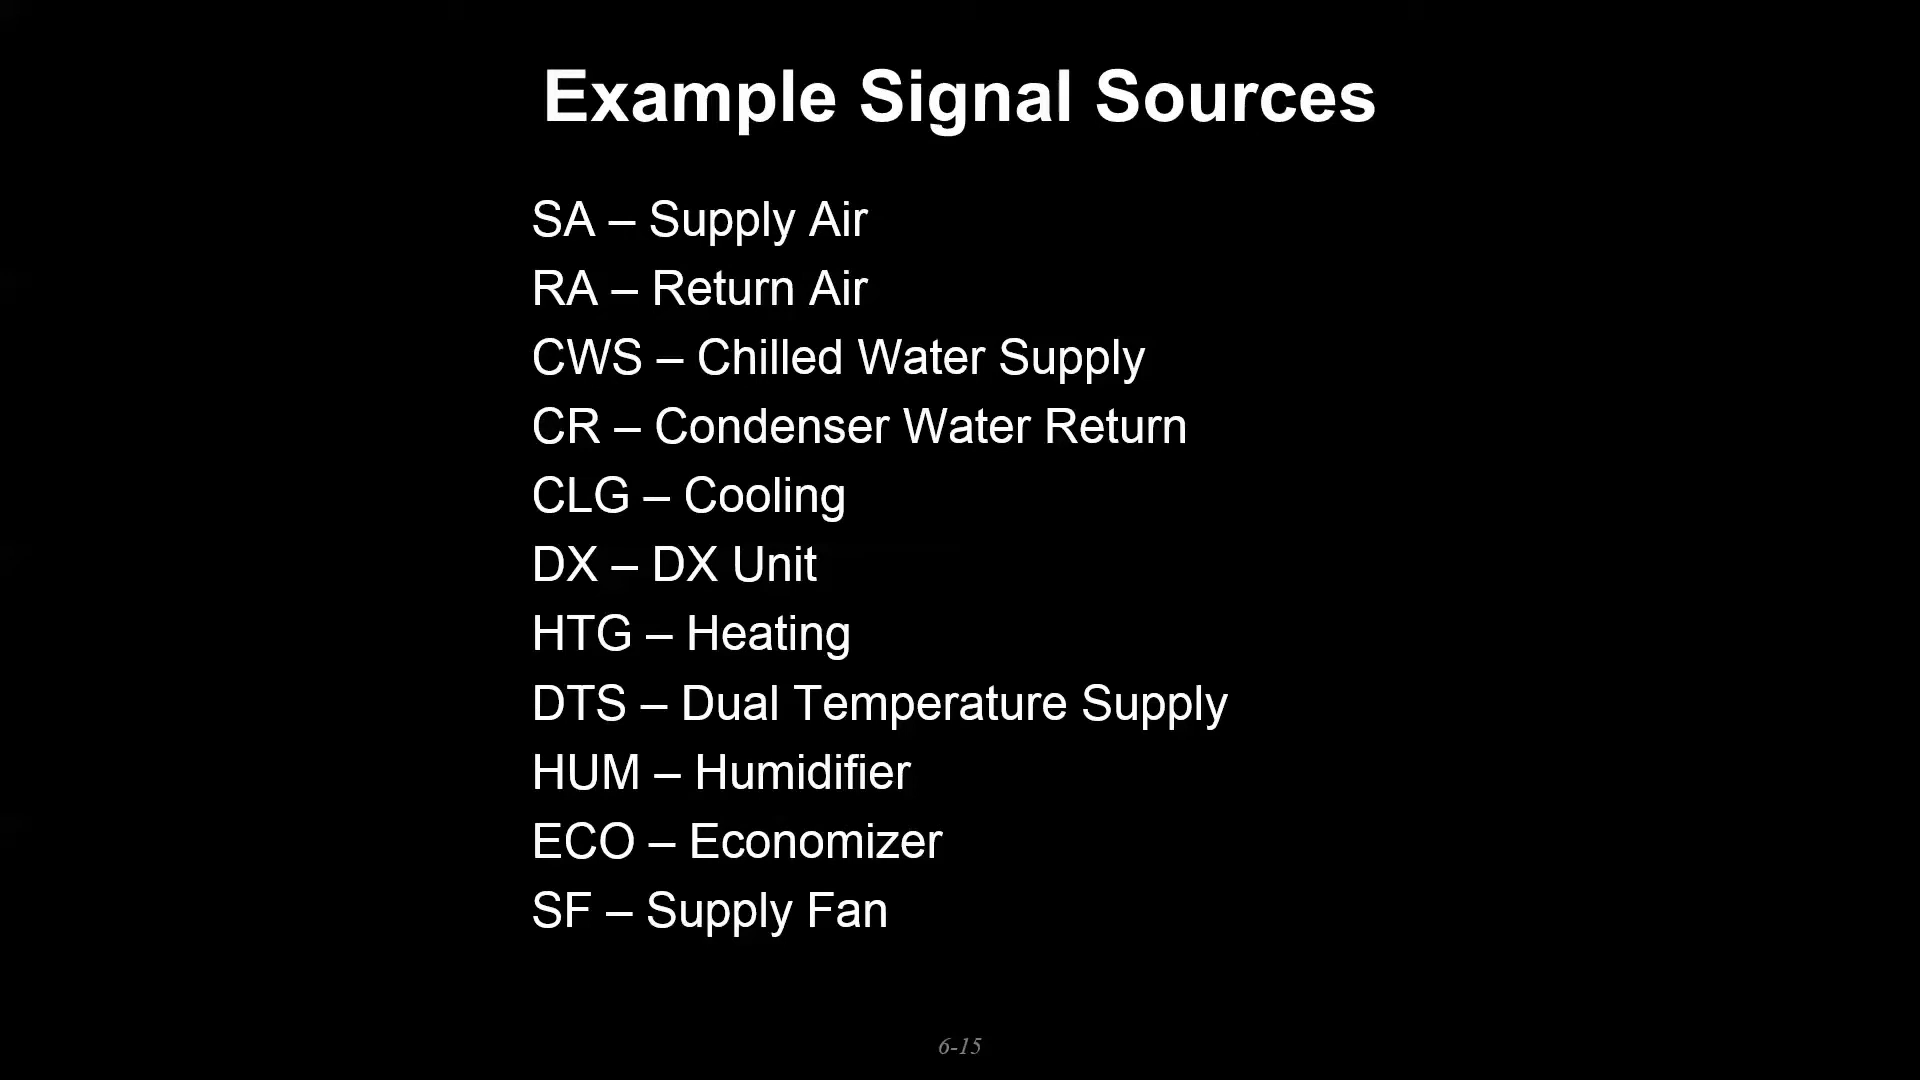 Example Signal Sources
SA – Supply Air
RA – Return Air
CWS – Chilled Water Supply
CR – Condenser Water Return
CLG – Cooling
DX – DX Unit
HTG – Heating
DTS – Dual Temperature Supply
HUM – Humidifier
ECO – Economizer
SF – Supply Fan
6-15